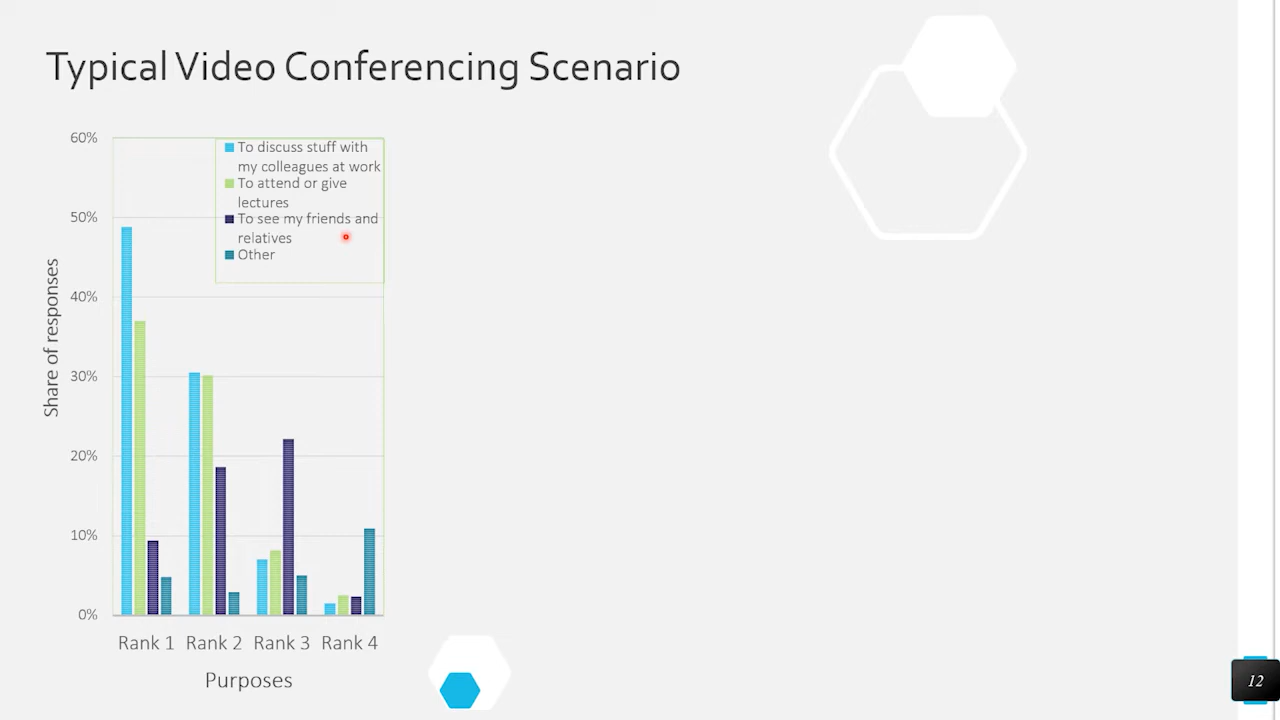 Typical Video Conferencing Scenario
60%
50%
40%
30%
20%
10%
0%
Share of responses
To discuss stuff with
my colleagues at work
To attend or give
lectures
To see my friends and
relatives
Other
Rank 1 Rank 2 Rank 3 Rank 4
Purposes
12